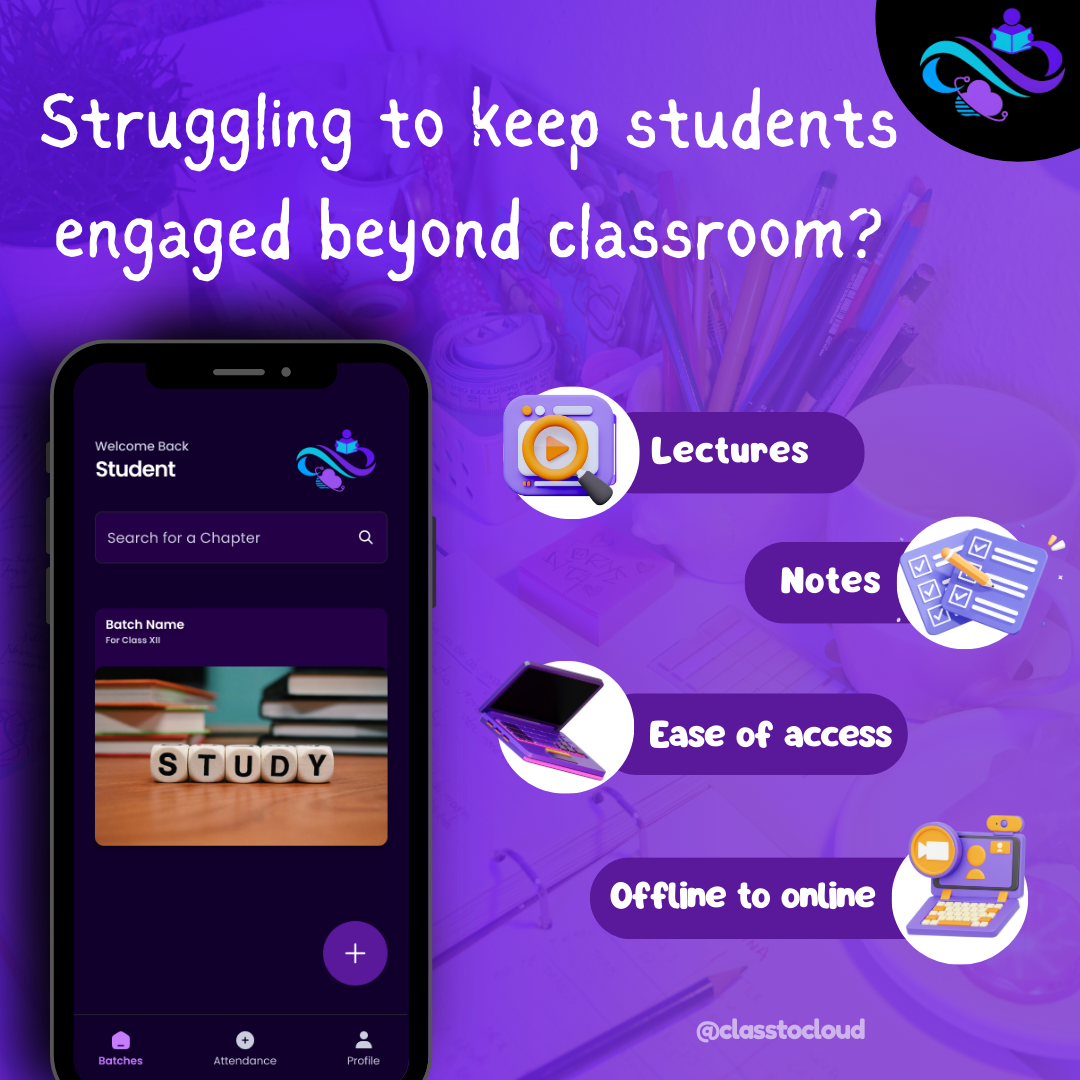 Struggling to keep students
engaged beyond classroom?
Welcome Back
Student
Search for a Chapter
Batch Name
For Class XII
STUDY
Batches
Attendance
Profile
Lectures
Notes
Ease of access
Offline to online
@classtocloud